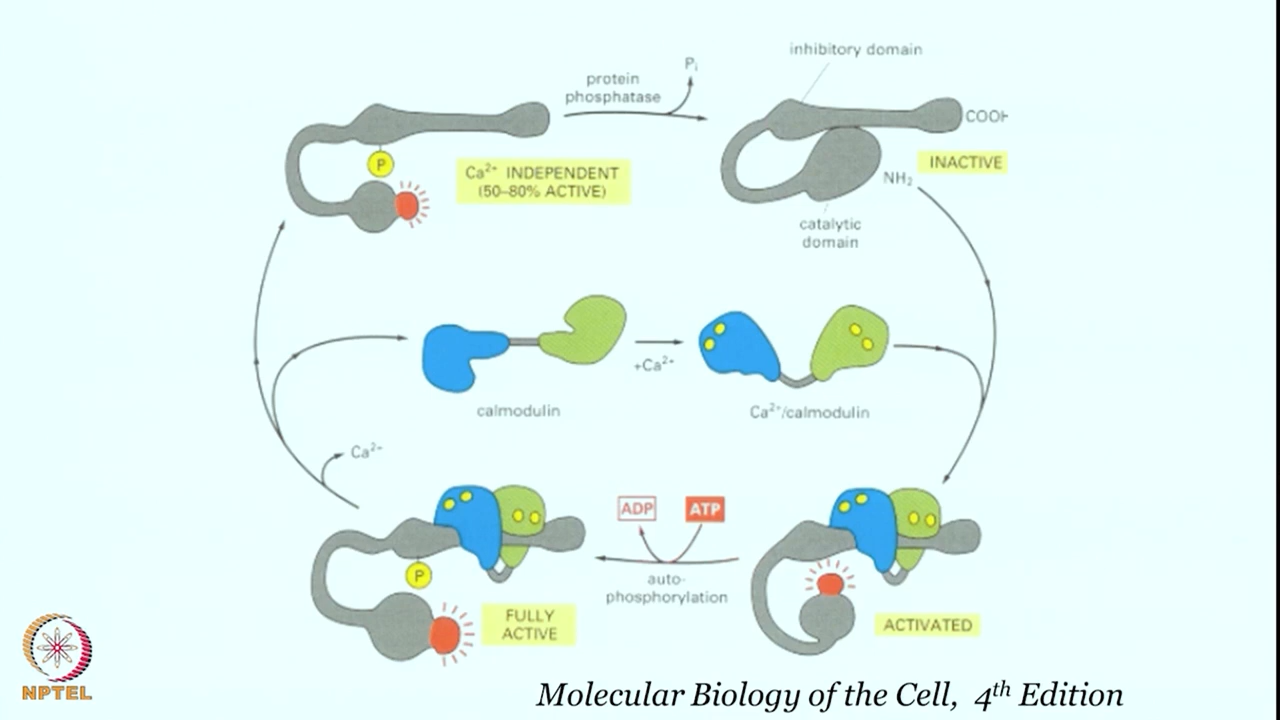 inhibitory domain
protein
phosphatase
Pi
COOH
P
Ca²⁺ INDEPENDENT
(50–80% ACTIVE)
INACTIVE
NH₂
catalytic
domain
+Ca²⁺
calmodulin
Ca²⁺/calmodulin
Ca²⁺
ADP
ATP
P
auto-
phosphorylation
FULLY
ACTIVE
ACTIVATED
NPTEL
Molecular Biology of the Cell, 4th Edition